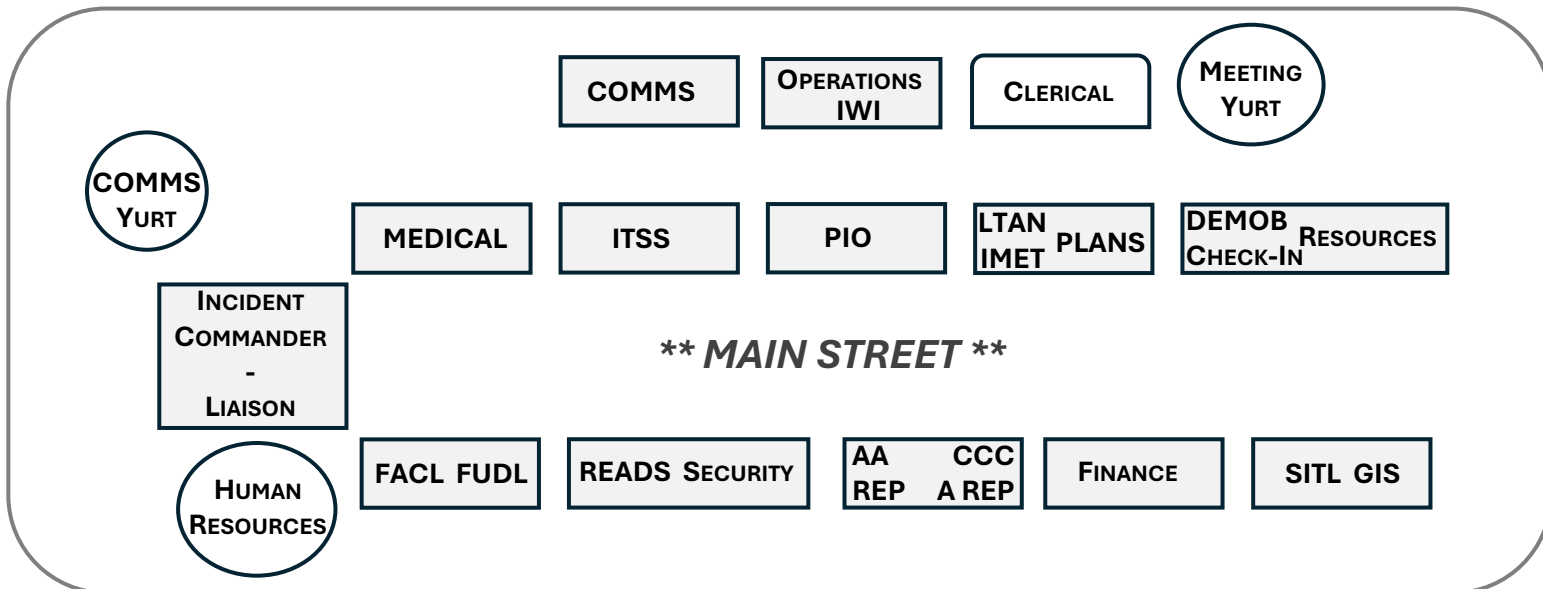 COMMS
OPERATIONS
IWI
CLERICAL
MEETING
YURT
COMMS
YURT
MEDICAL
ITSS
PIO
LTAN
IMET
PLANS
DEMOB
CHECK-IN
RESOURCES
INCIDENT
COMMANDER
-
LIAISON
** MAIN STREET **
HUMAN
RESOURCES
FACL FUDL
READS SECURITY
AA CCC
REP A REP
FINANCE
SITL GIS